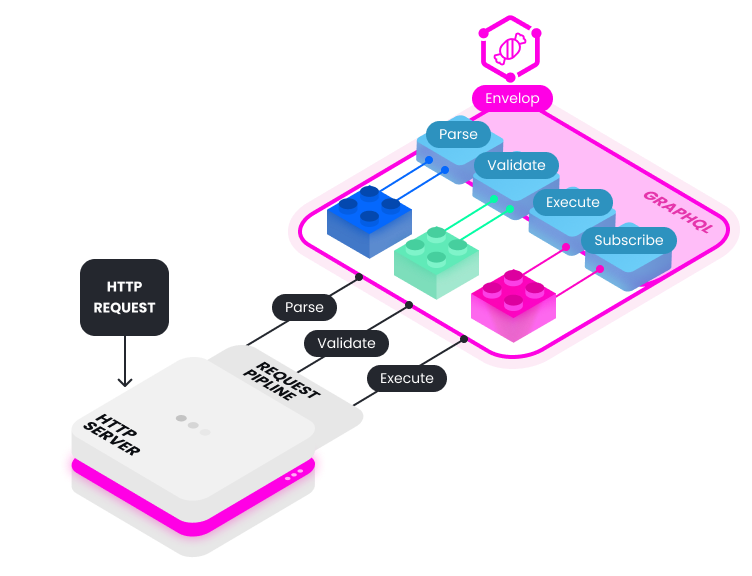 Envelop
Parse
Validate
Execute
Subscribe
GRAPHQL
HTTP
REQUEST
Parse
Validate
Execute
REQUEST
PIPLINE
HTTP
SERVER